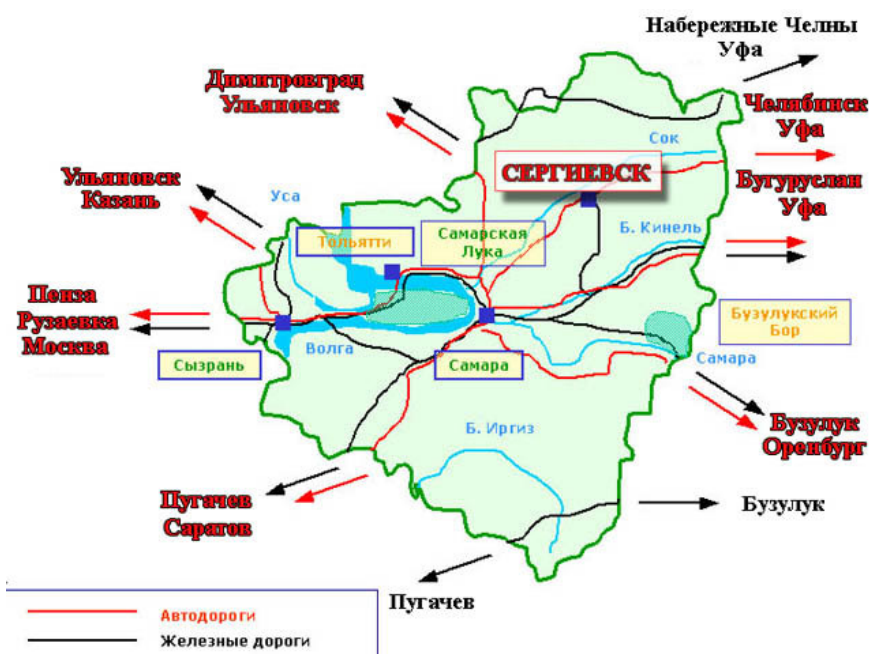 Набережные Челны
Уфа
Димитровград
Ульяновск
Челябинск
Уфа
Сок
СЕРГИЕВСК
Ульяновск
Казань
Уса
Бугуруслан
Уфа
Тольятти
Самарская
Лука
Б. Кинель
Пенза
Рузаевка
Москва
Бузулукский
Бор
Волга
Сызрань
Самара
Самара
Б. Иргиз
Бузулук
Оренбург
Пугачев
Саратов
Бузулук
Пугачев
Автодороги
Железные дороги